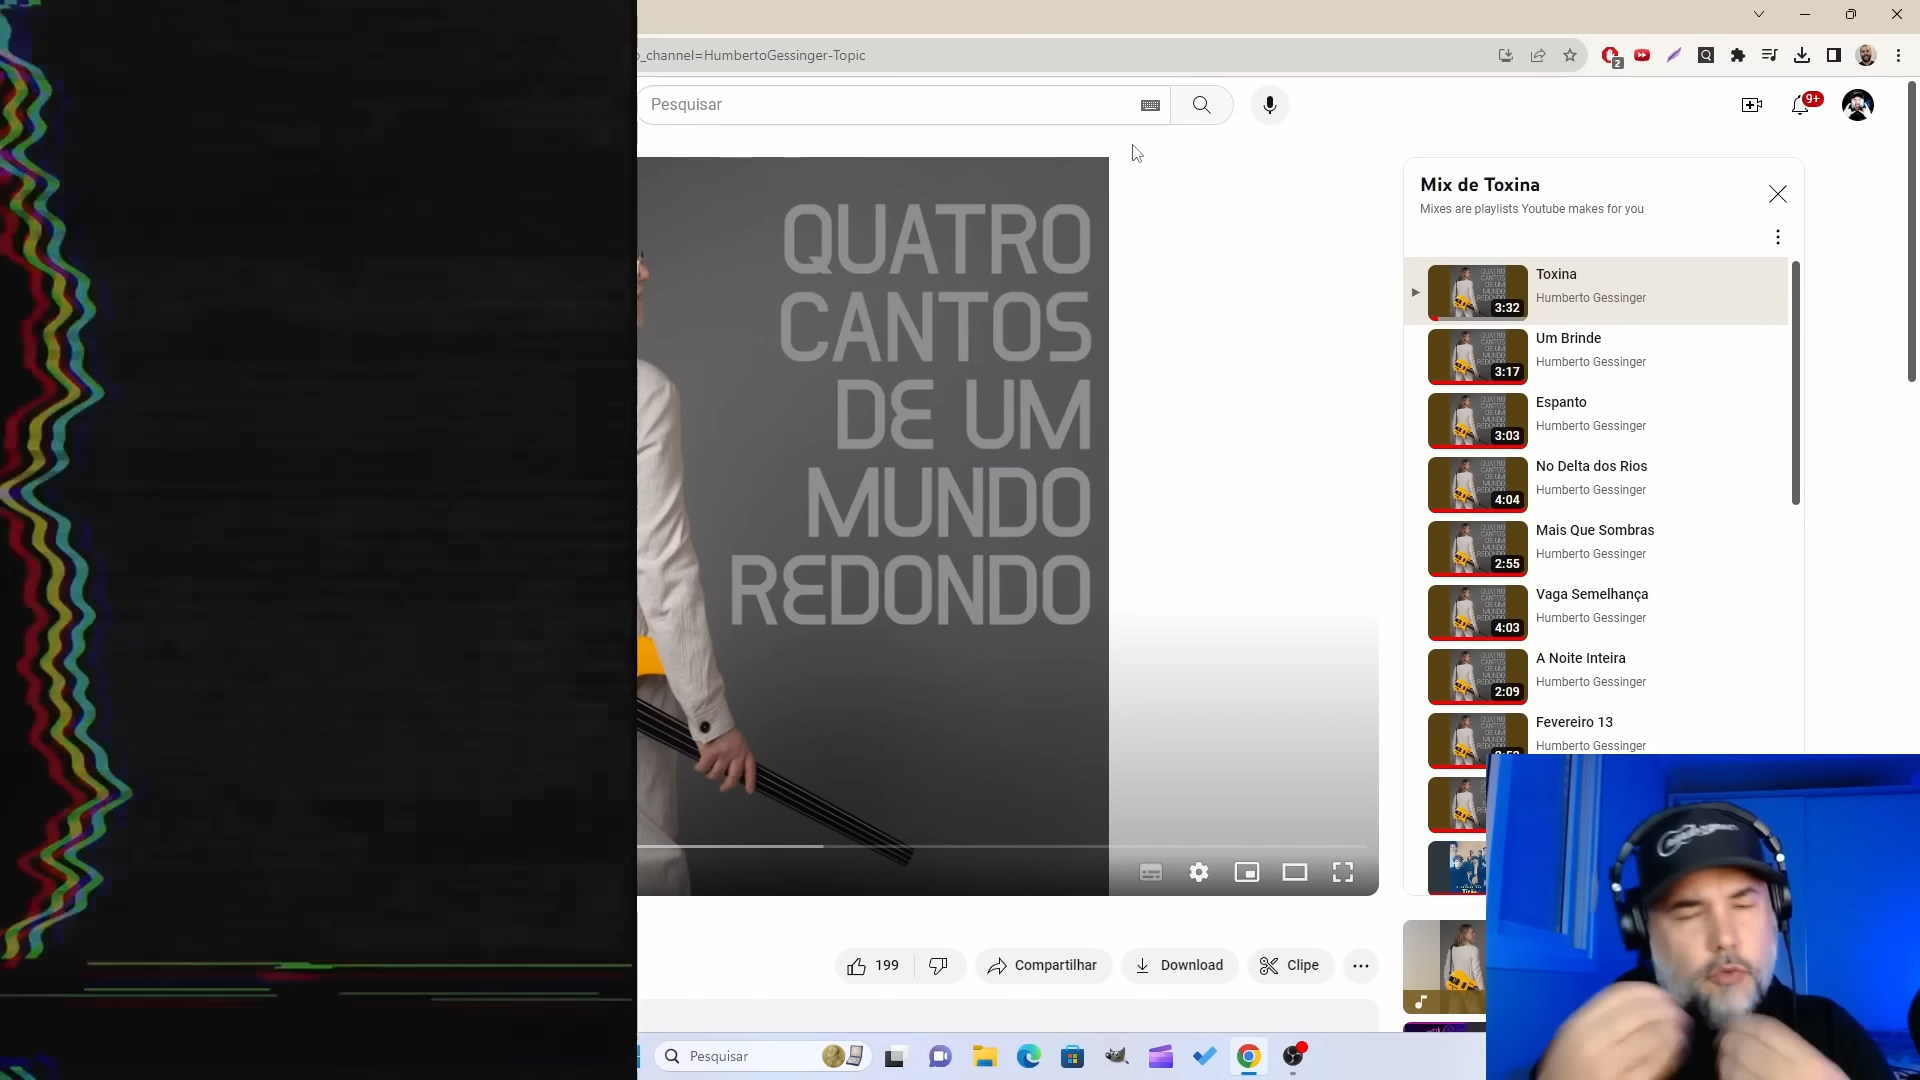 o_channel=HumbertoGessinger-Topic
2
Pesquisar
9+
QUATRO
CANTOS
DE UM
MUNDO
REDONDO
Mix de Toxina
Mixes are playlists Youtube makes for you
Toxina
Humberto Gessinger
3:32
Um Brinde
Humberto Gessinger
3:17
Espanto
Humberto Gessinger
3:03
No Delta dos Rios
Humberto Gessinger
4:04
Mais Que Sombras
Humberto Gessinger
2:55
Vaga Semelhança
Humberto Gessinger
4:03
A Noite Inteira
Humberto Gessinger
2:09
Fevereiro 13
Humberto Gessinger
199
Compartilhar
Download
Clipe
Pesquisar